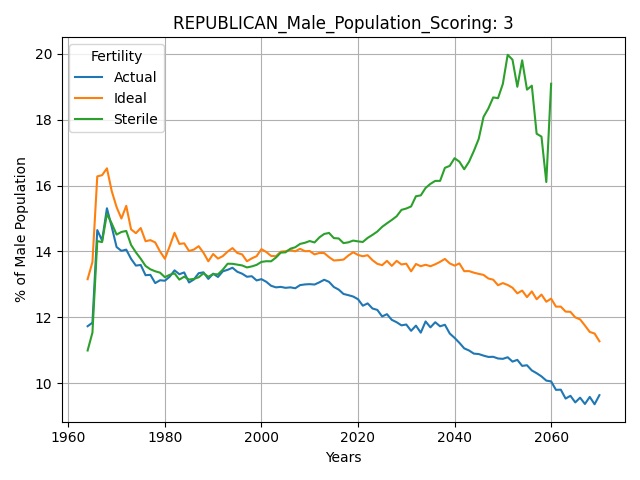 REPUBLICAN_Male_Population_Scoring: 3
Fertility
Actual
Ideal
Sterile
% of Male Population
20
18
16
14
12
10
1960 1980 2000 2020 2040 2060
Years